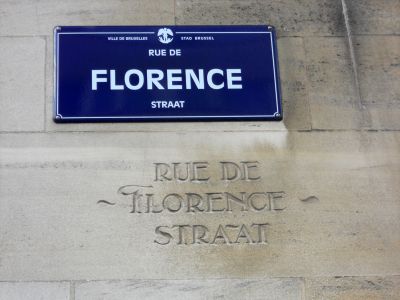 VILLE DE BRUXELLES STAD BRUSSEL
RUE DE
FLORENCE
STRAAT
RUE DE
~ FLORENCE ~
STRAAT